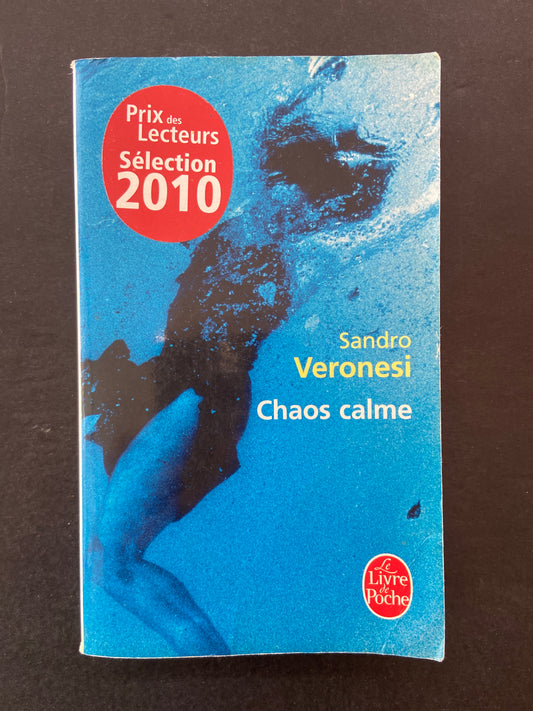 Prix des
Lecteurs
Sélection
2010
Sandro
Veronesi
Chaos calme
Le
Livre
de
Poche